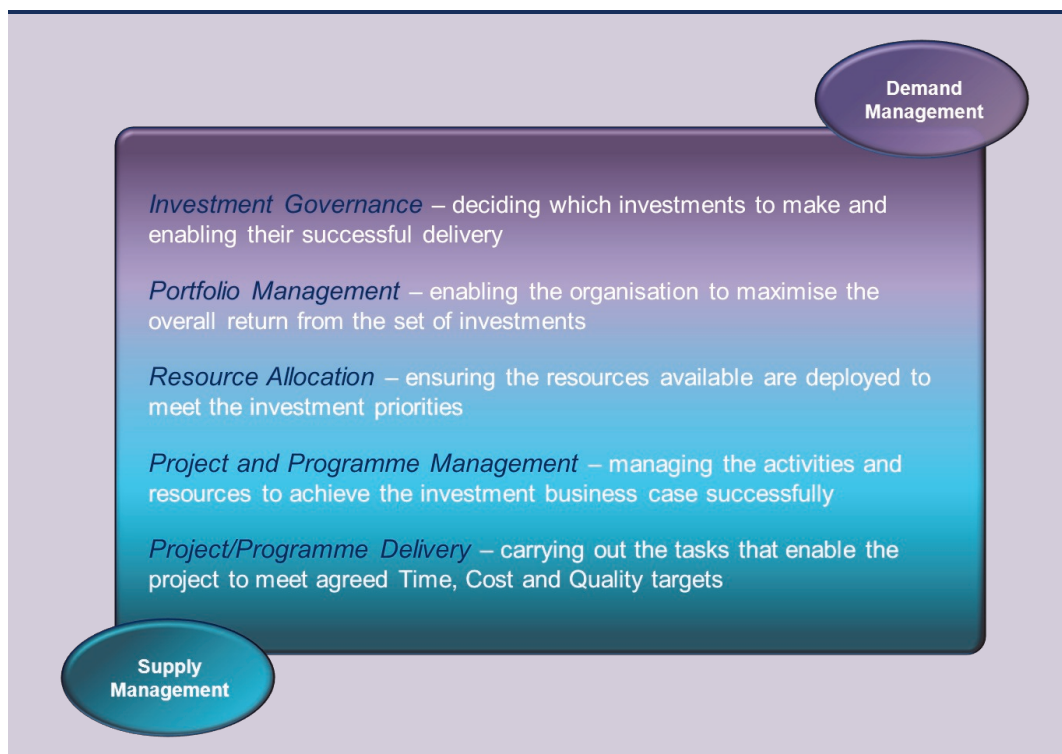 Demand
Management
Investment Governance – deciding which investments to make and
enabling their successful delivery
Portfolio Management – enabling the organisation to maximise the
overall return from the set of investments
Resource Allocation – ensuring the resources available are deployed to
meet the investment priorities
Project and Programme Management – managing the activities and
resources to achieve the investment business case successfully
Project/Programme Delivery – carrying out the tasks that enable the
project to meet agreed Time, Cost and Quality targets
Supply
Management